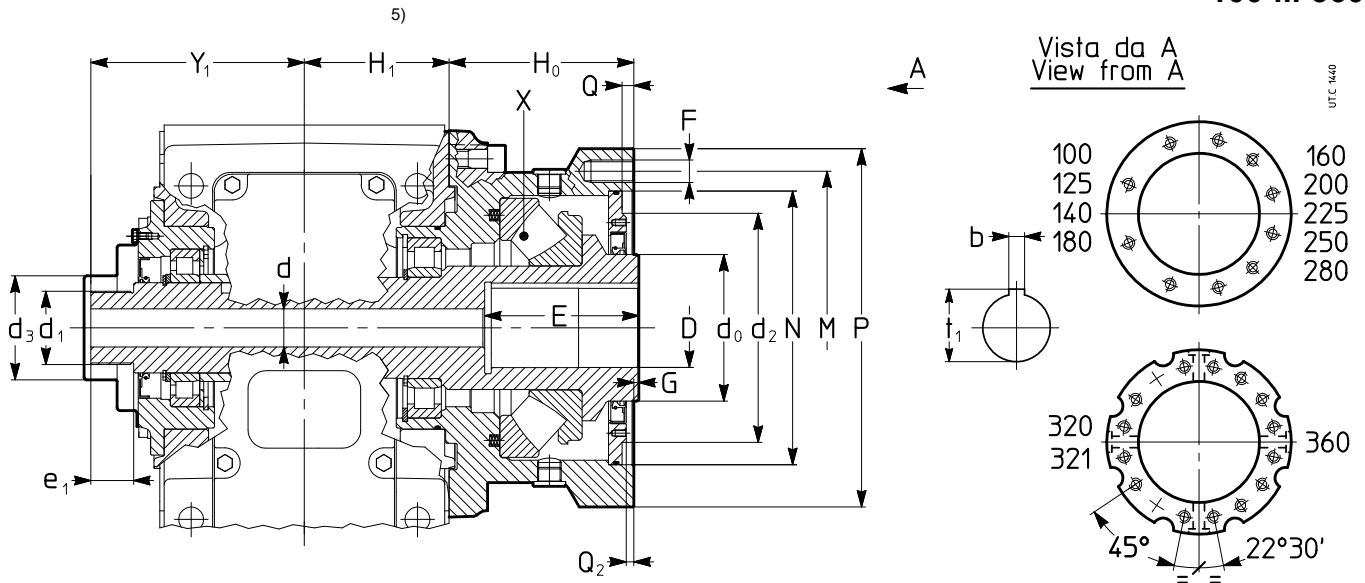 5)
Y₁
H₁
H₀
A
Q
X
F
d
d₃
d₁
E
D
d₀
d₂
N
M
P
G
e₁
Q₂
Vista da A
View from A
UTC 1440
100
125
140
180
160
200
225
250
280
b
t₁
320
321
360
45°
22°30'
= =